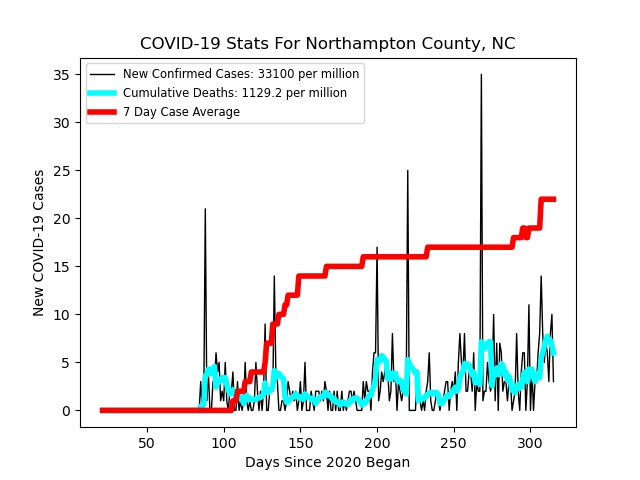 COVID-19 Stats For Northampton County, NC
New Confirmed Cases: 33100 per million
Cumulative Deaths: 1129.2 per million
7 Day Case Average
35
30
25
20
15
10
5
0
New COVID-19 Cases
50
100
150
200
250
300
Days Since 2020 Began